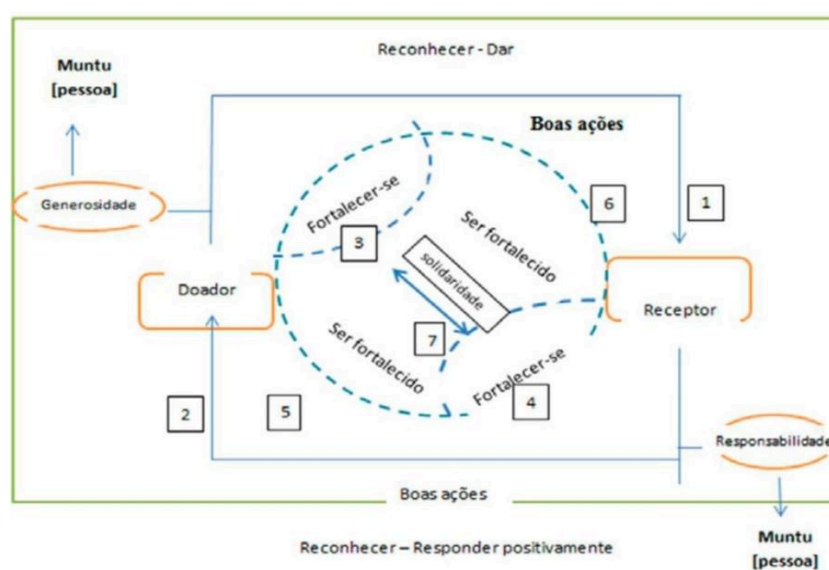 Reconhecer - Dar
Muntu
[pessoa]
Boas ações
Generosidade
Fortalecer-se
6
1
3
Ser fortalecido
solidaridade
Doador
Receptor
7
Ser fortalecido
Fortalecer-se
4
2
5
Responsabilidade
Boas ações
Reconhecer – Responder positivamente
Muntu
[pessoa]